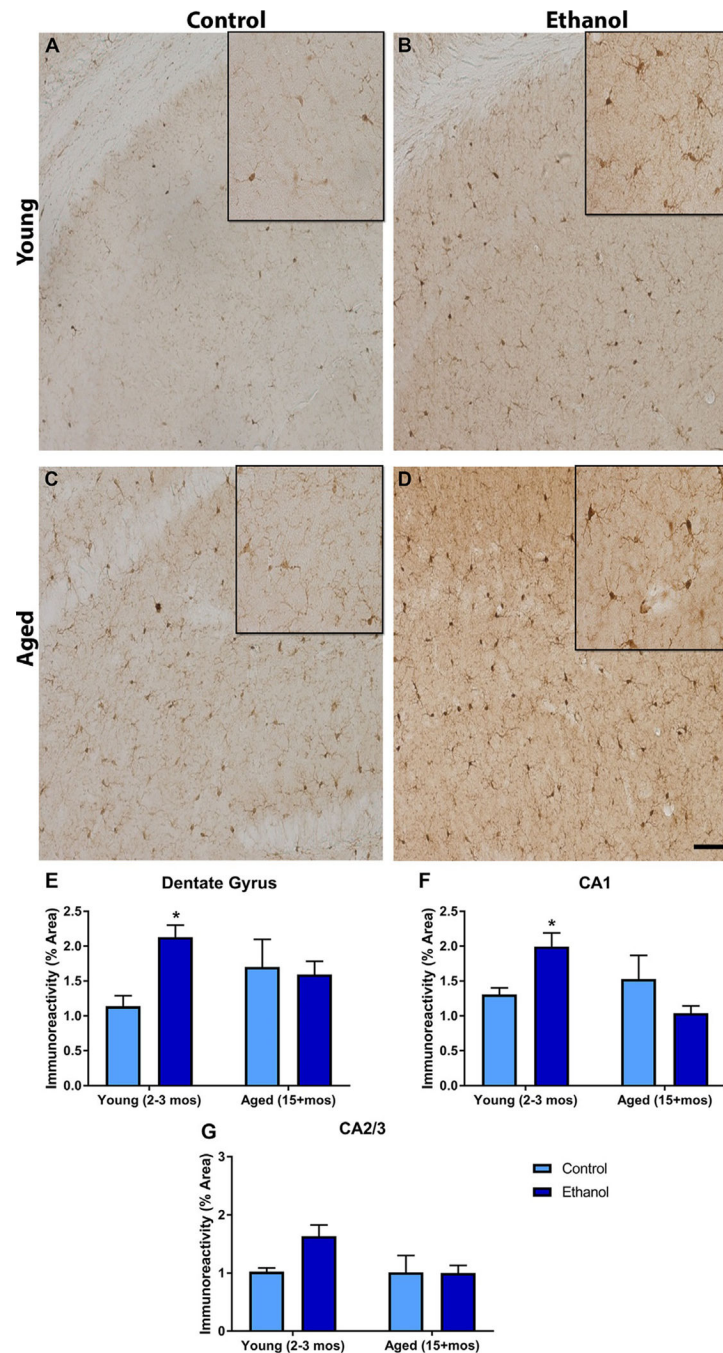 Control
Ethanol
A
B
Young
C
D
Aged
E
Dentate Gyrus
Immunoreactivity (% Area)
2.5
2.0
1.5
1.0
0.5
0.0
*
Young (2-3 mos)
Aged (15+mos)
F
CA1
Immunoreactivity (% Area)
2.5
2.0
1.5
1.0
0.5
0.0
*
Young (2-3 mos)
Aged (15+mos)
G
CA2/3
Immunoreactivity (% Area)
3
2
1
0
Young (2-3 mos)
Aged (15+mos)
Control
Ethanol